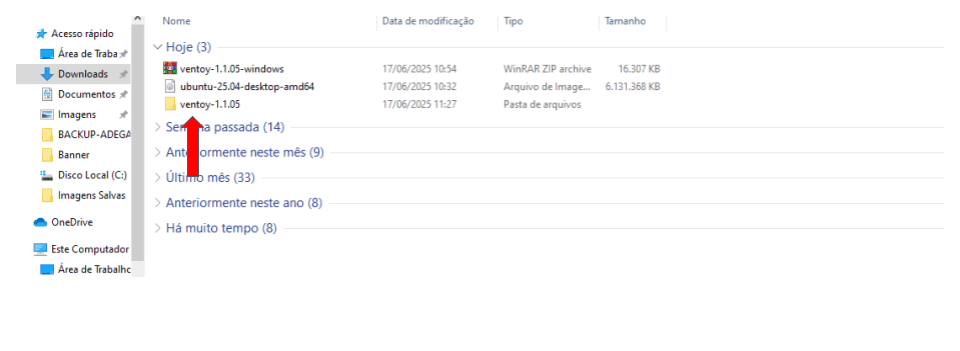 Nome Data de modificação Tipo Tamanho
Acesso rápido
Área de Traba
Downloads
Documentos
Imagens
BACKUP-ADEGA
Banner
Disco Local (C:)
Imagens Salvas
OneDrive
Este Computador
Área de Trabalho
Hoje (3)
ventoy-1.1.05-windows 17/06/2025 10:54 WinRAR ZIP archive 16.307 KB
ubuntu-25.04-desktop-amd64 17/06/2025 10:32 Arquivo de Image... 6.131.368 KB
ventoy-1.1.05 17/06/2025 11:27 Pasta de arquivos
Semana passada (14)
Anteriormente neste mês (9)
Último mês (33)
Anteriormente neste ano (8)
Há muito tempo (8)